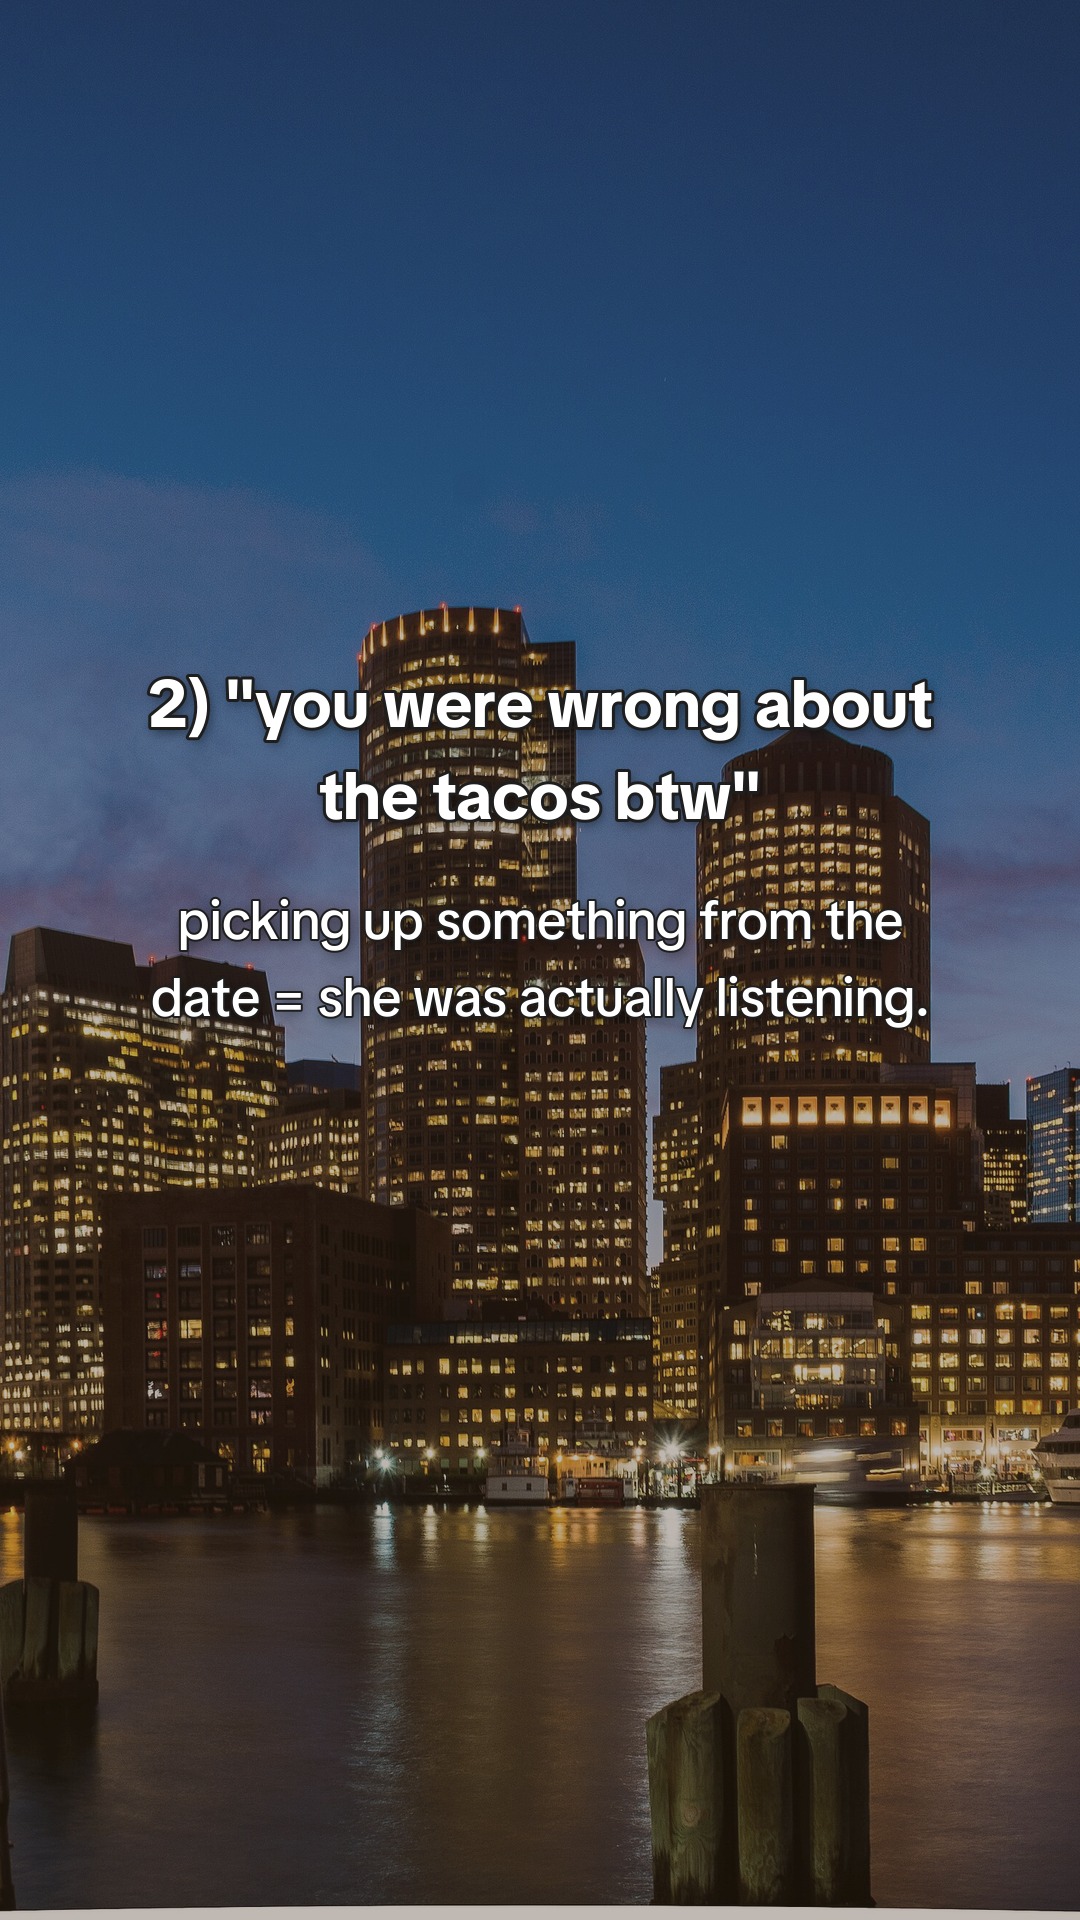 2) "you were wrong about
the tacos btw"
picking up something from the
date = she was actually listening.